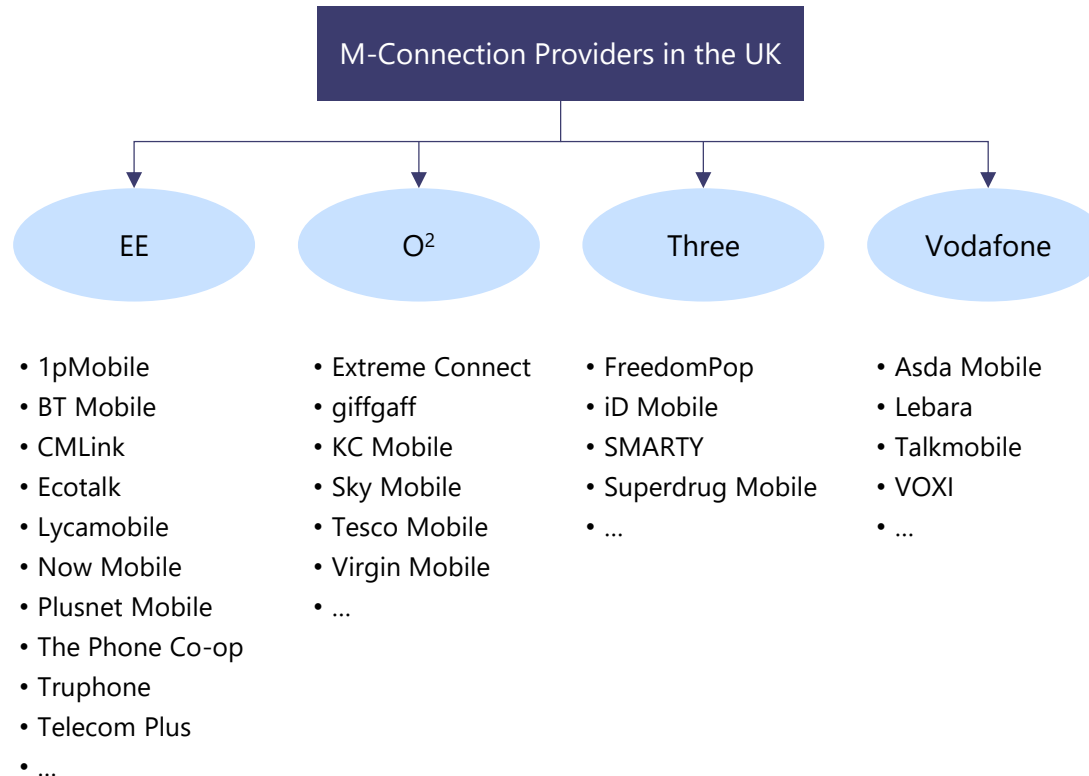 M-Connection Providers in the UK
EE
O²
Three
Vodafone
• 1pMobile
• BT Mobile
• CMLink
• Ecotalk
• Lycamobile
• Now Mobile
• Plusnet Mobile
• The Phone Co-op
• Truphone
• Telecom Plus
• ...
• Extreme Connect
• giffgaff
• KC Mobile
• Sky Mobile
• Tesco Mobile
• Virgin Mobile
• ...
• FreedomPop
• iD Mobile
• SMARTY
• Superdrug Mobile
• ...
• Asda Mobile
• Lebara
• Talkmobile
• VOXI
• ...